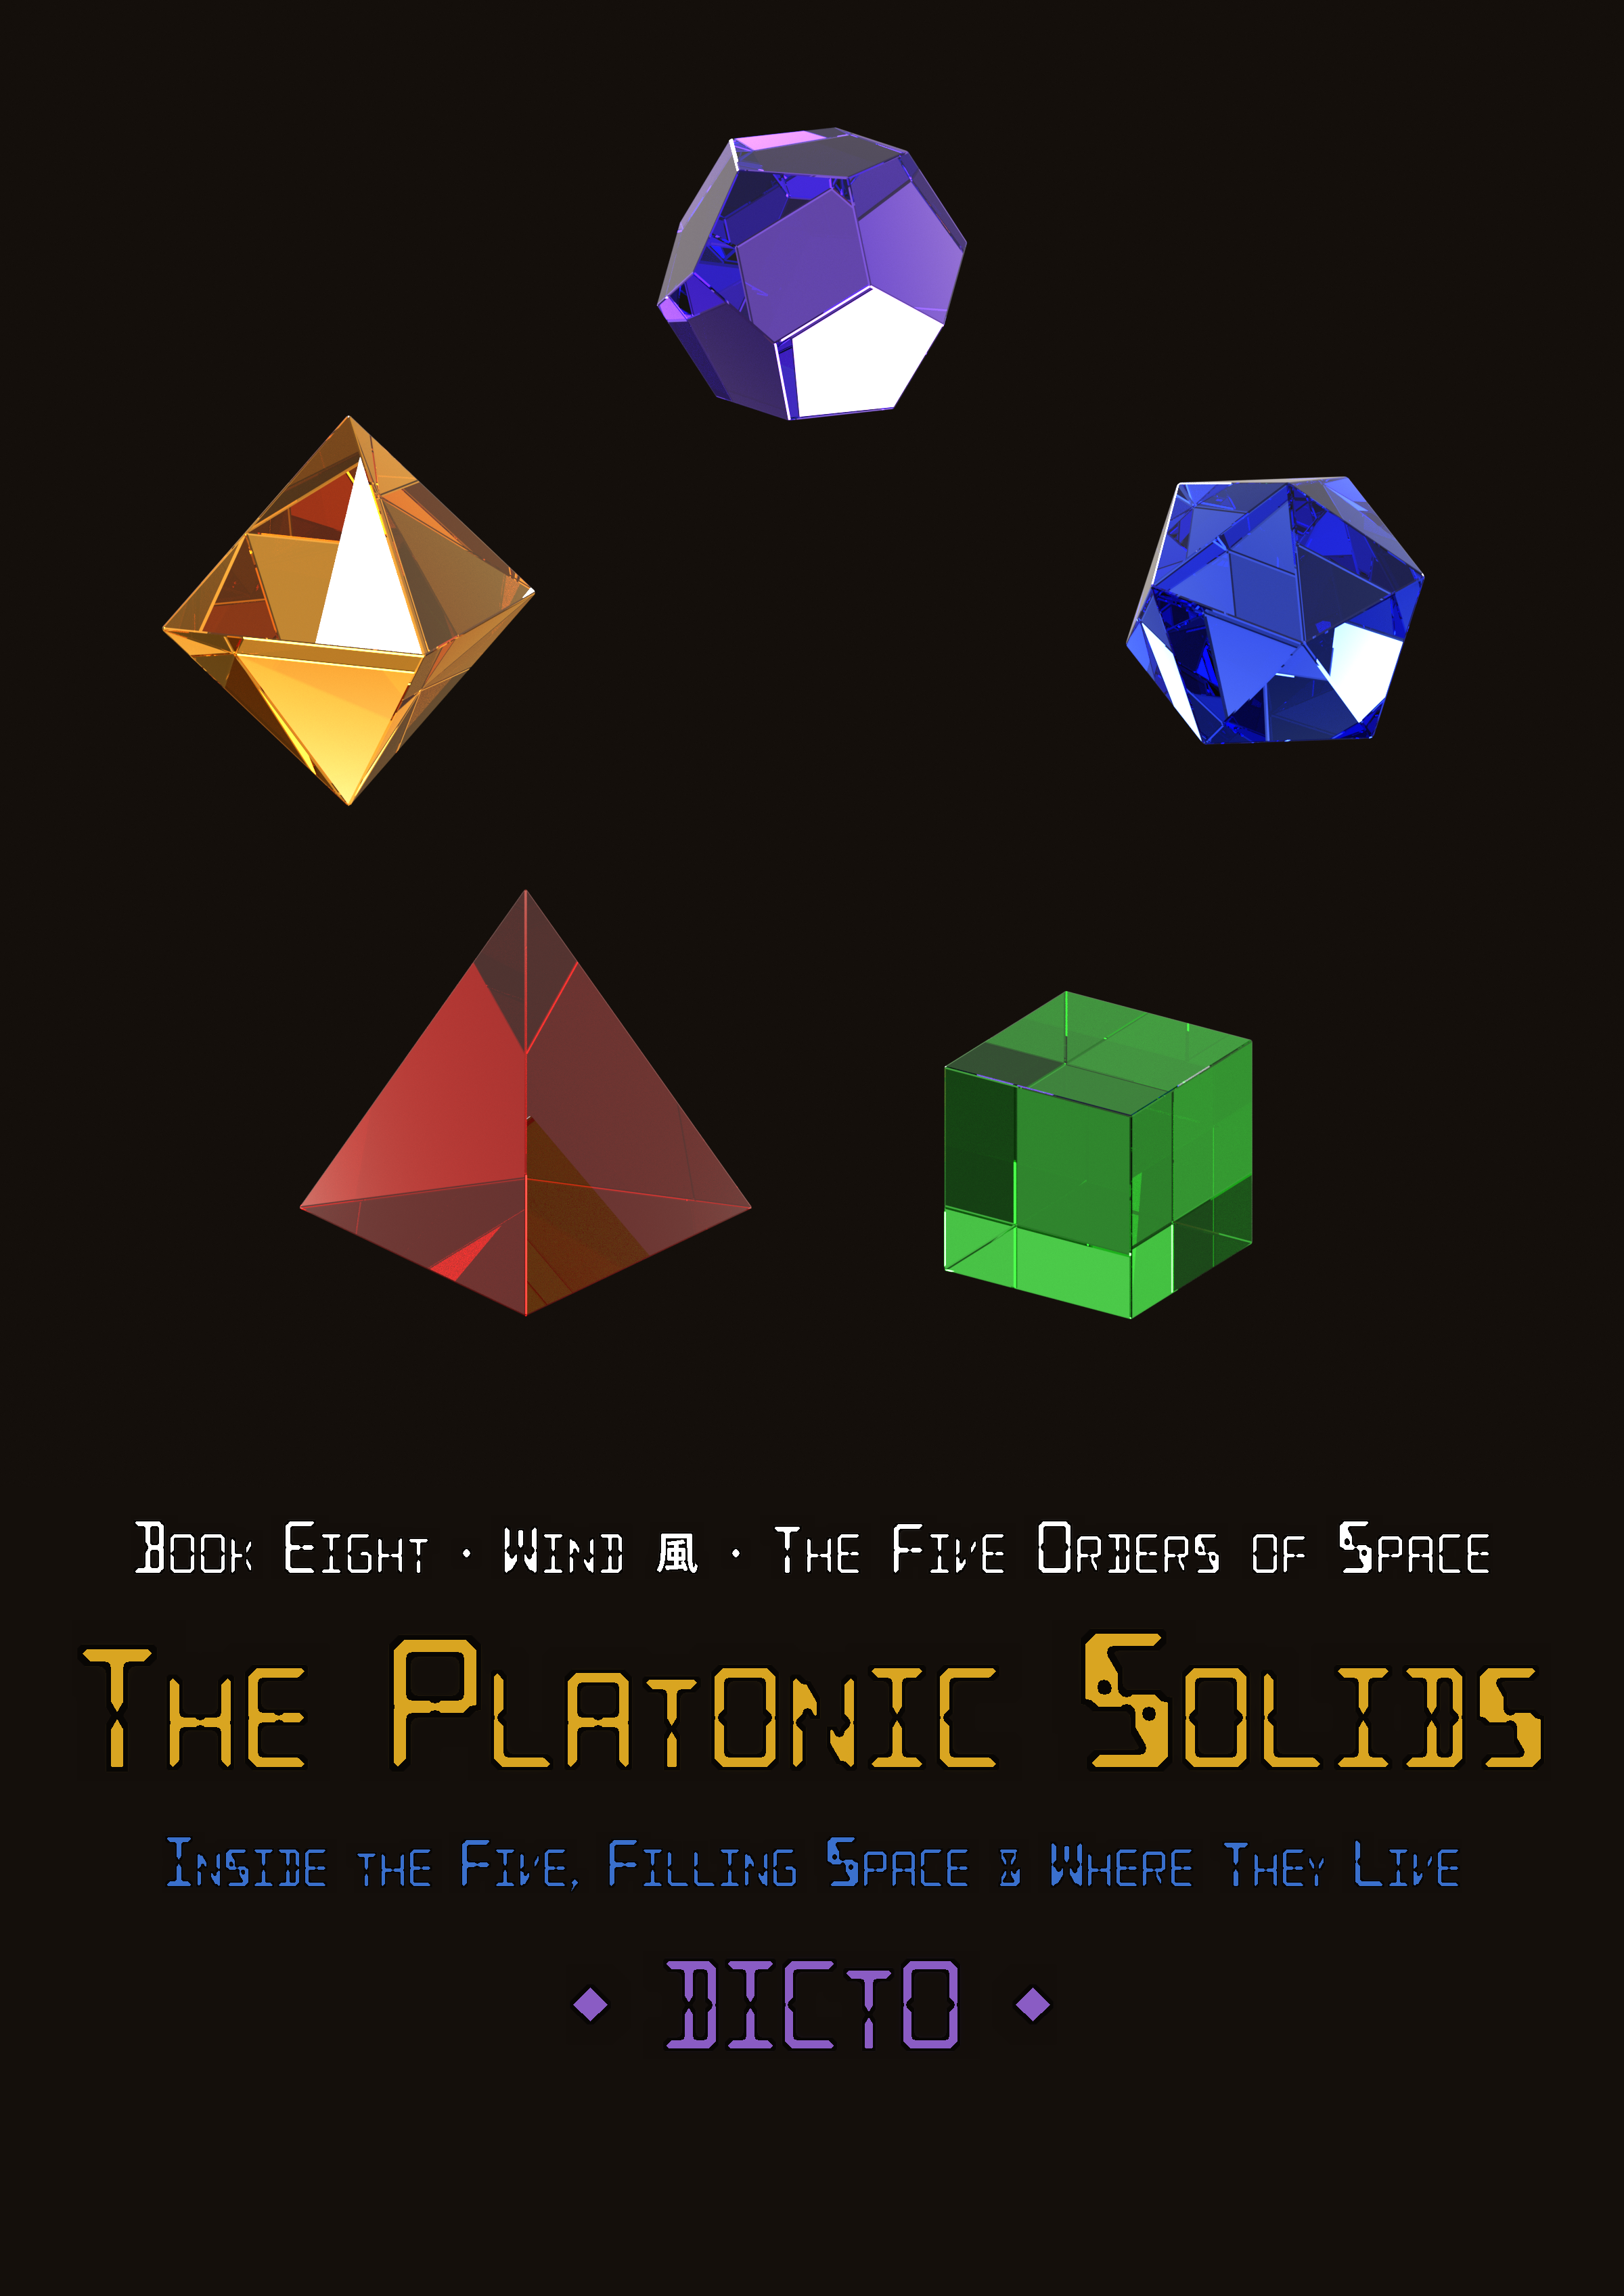 Book Eight · Wind 風 · The Five Orders of Space
The Platonic Solids
Inside the Five, Filling Space & Where They Live
◆ DICTO ◆